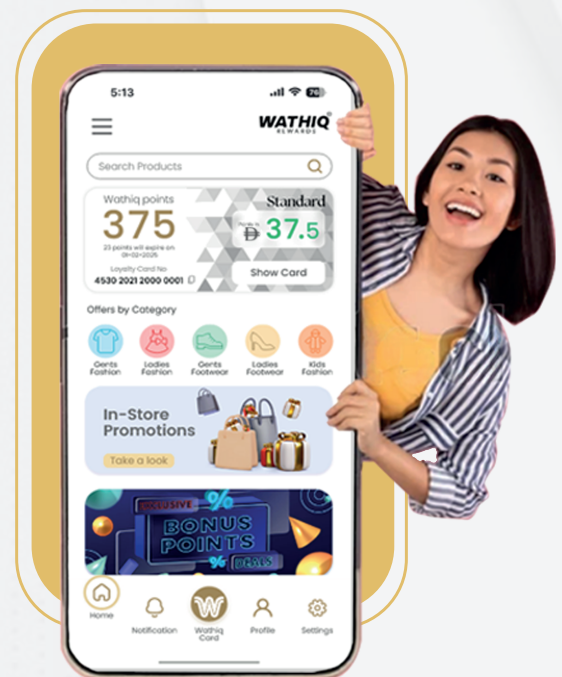 5:13
76
WATHIQ
REWARDS
Search Products
Wathiq points
375
23 points will expire on
01-02-2025
Loyalty Card No
4530 2021 2000 0001
Standard
37.5
Show Card
Offers by Category
Gents
Fashion
Ladies
Fashion
Gents
Footwear
Ladies
Footwear
Kids
Fashion
In-Store
Promotions
Take a look
EXCLUSIVE
%
BONUS
POINTS
% DEALS
Home
Notification
Wathiq
Card
Profile
Settings